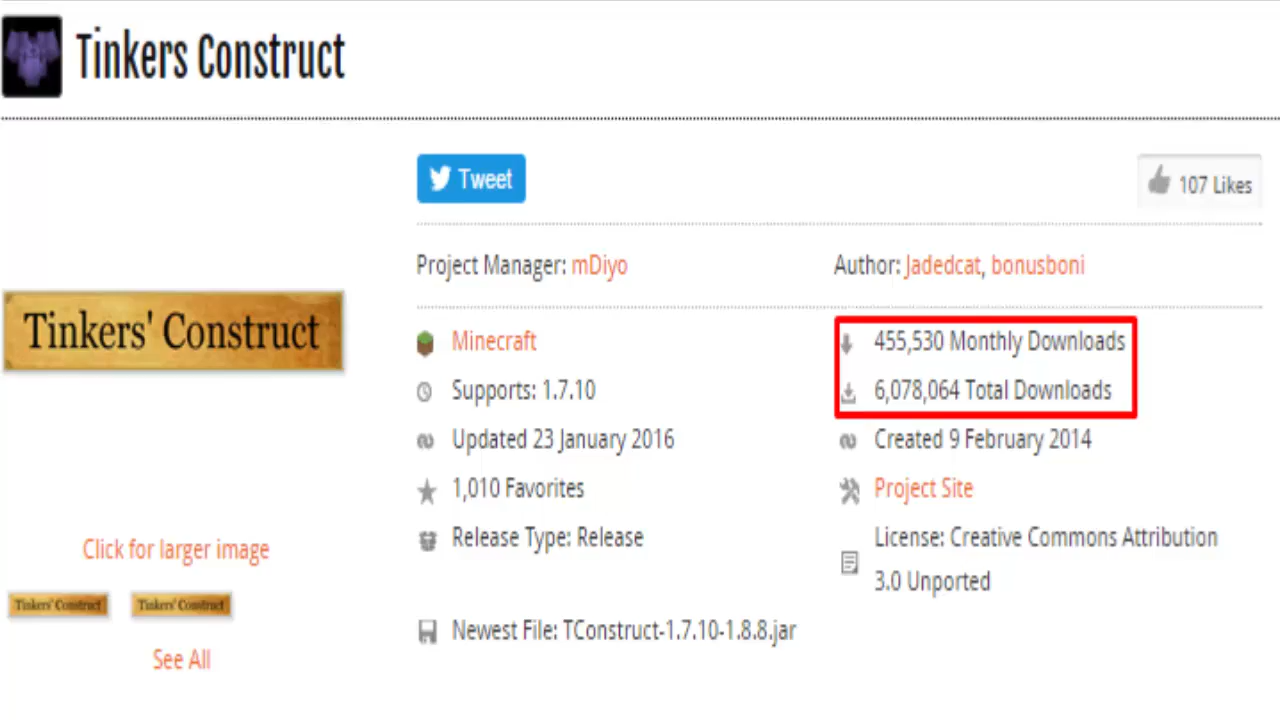 Tinkers Construct
Tweet
107 Likes
Project Manager: mDiyo
Author: Jadedcat, bonusboni
Tinkers' Construct
Minecraft
455,530 Monthly Downloads
Supports: 1.7.10
6,078,064 Total Downloads
Updated 23 January 2016
Created 9 February 2014
1,010 Favorites
Project Site
Release Type: Release
License: Creative Commons Attribution
3.0 Unported
Click for larger image
Tinkers' Construct
Tinkers' Construct
Newest File: TConstruct-1.7.10-1.8.8.jar
See All